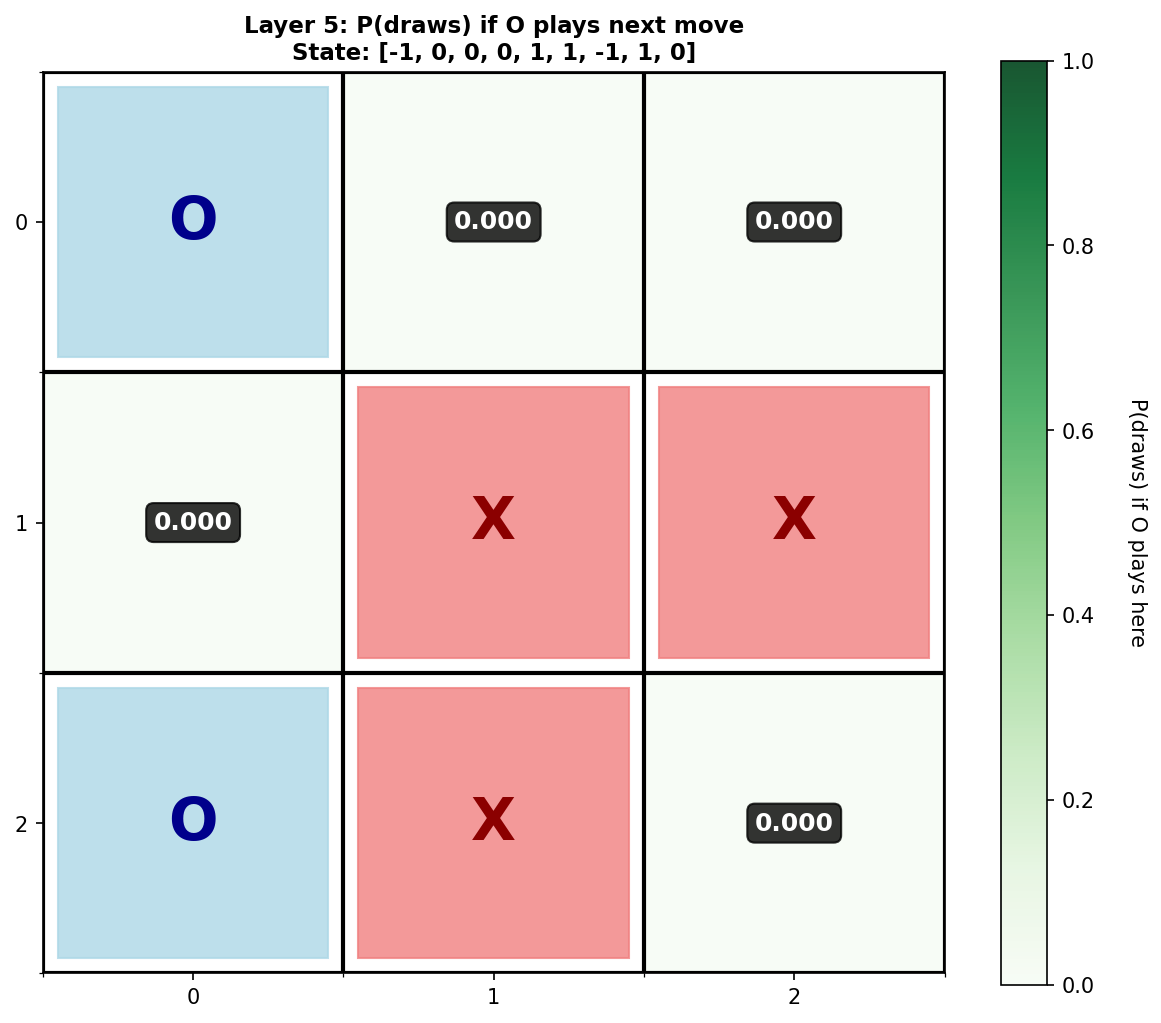 Layer 5: P(draws) if O plays next move
State: [-1, 0, 0, 0, 1, 1, -1, 1, 0]
0
O
0.000
0.000
1
0.000
X
X
2
O
X
0.000
0
1
2
1.0
0.8
0.6
0.4
0.2
0.0
P(draws) if O plays here